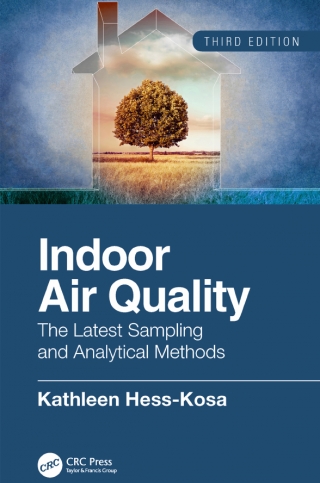 THIRD EDITION
Indoor
Air Quality
The Latest Sampling
and Analytical Methods
Kathleen Hess-Kosa
CRC
CRC Press
Taylor & Francis Group